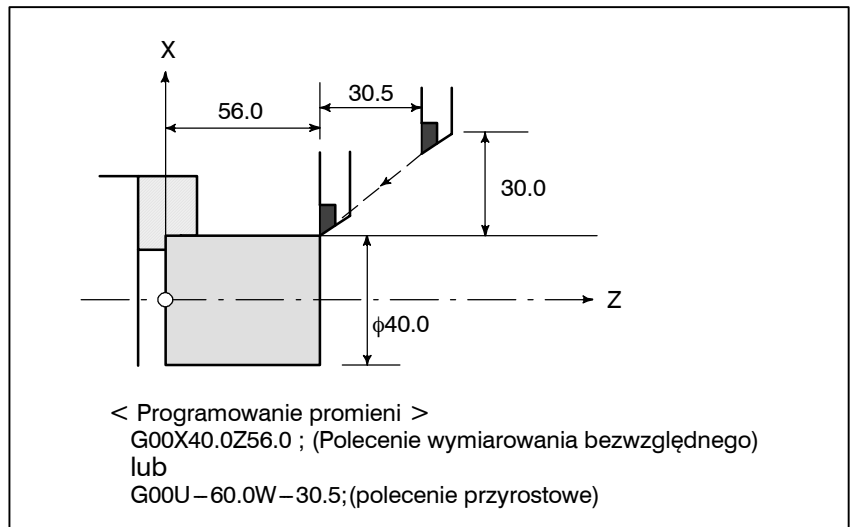 X
56.0
30.5
30.0
Z
ϕ40.0
< Programowanie promieni >
G00X40.0Z56.0 ; (Polecenie wymiarowania bezwzględnego)
lub
G00U−60.0W−30.5;(polecenie przyrostowe)